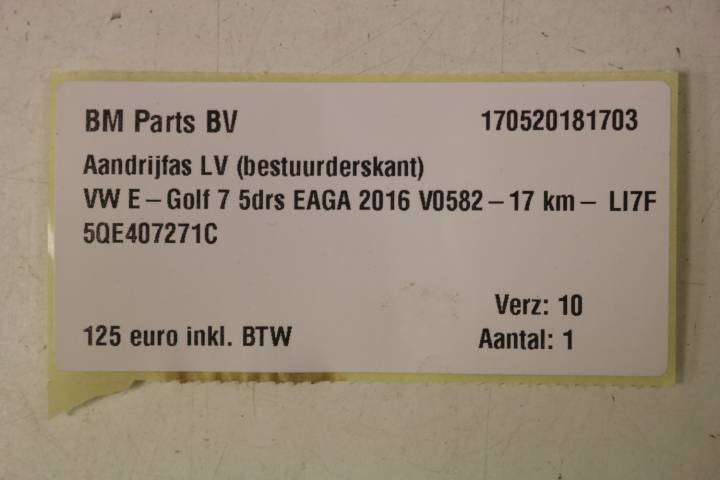 BM Parts BV 170520181703
Aandrijfas LV (bestuurderskant)
VW E-Golf 7 5drs EAGA 2016 V0582-17 km- LI7F
5QE407271C
Verz: 10
125 euro inkl. BTW Aantal: 1